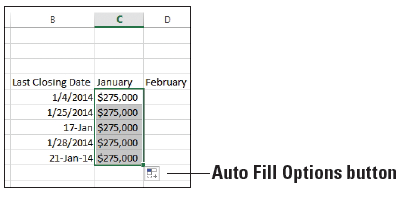 B C D
Last Closing Date January February
1/4/2014 $275,000
1/25/2014 $275,000
17-Jan $275,000
1/28/2014 $275,000
21-Jan-14 $275,000
Auto Fill Options button